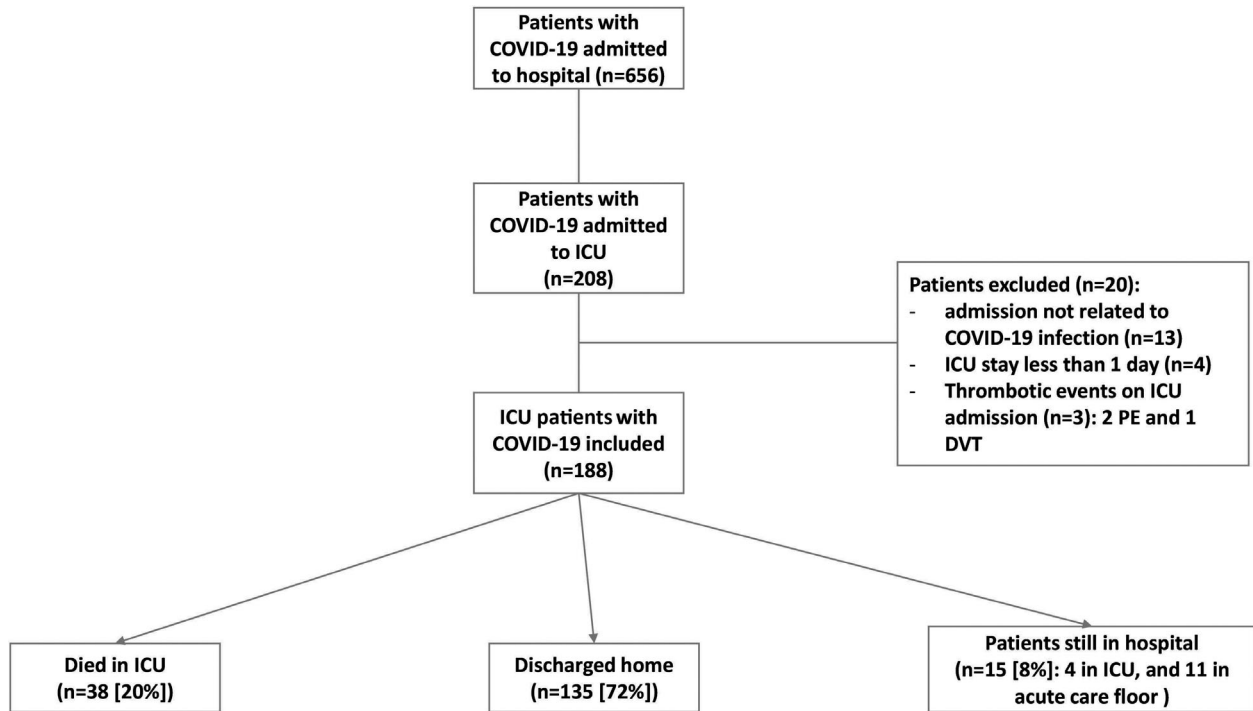 Patients with
COVID-19 admitted
to hospital (n=656)
Patients with
COVID-19 admitted
to ICU
(n=208)
Patients excluded (n=20):
- admission not related to
COVID-19 infection (n=13)
- ICU stay less than 1 day (n=4)
- Thrombotic events on ICU
admission (n=3): 2 PE and 1
DVT
ICU patients with
COVID-19 included
(n=188)
Died in ICU
(n=38 [20%])
Discharged home
(n=135 [72%])
Patients still in hospital
(n=15 [8%]: 4 in ICU, and 11 in
acute care floor )